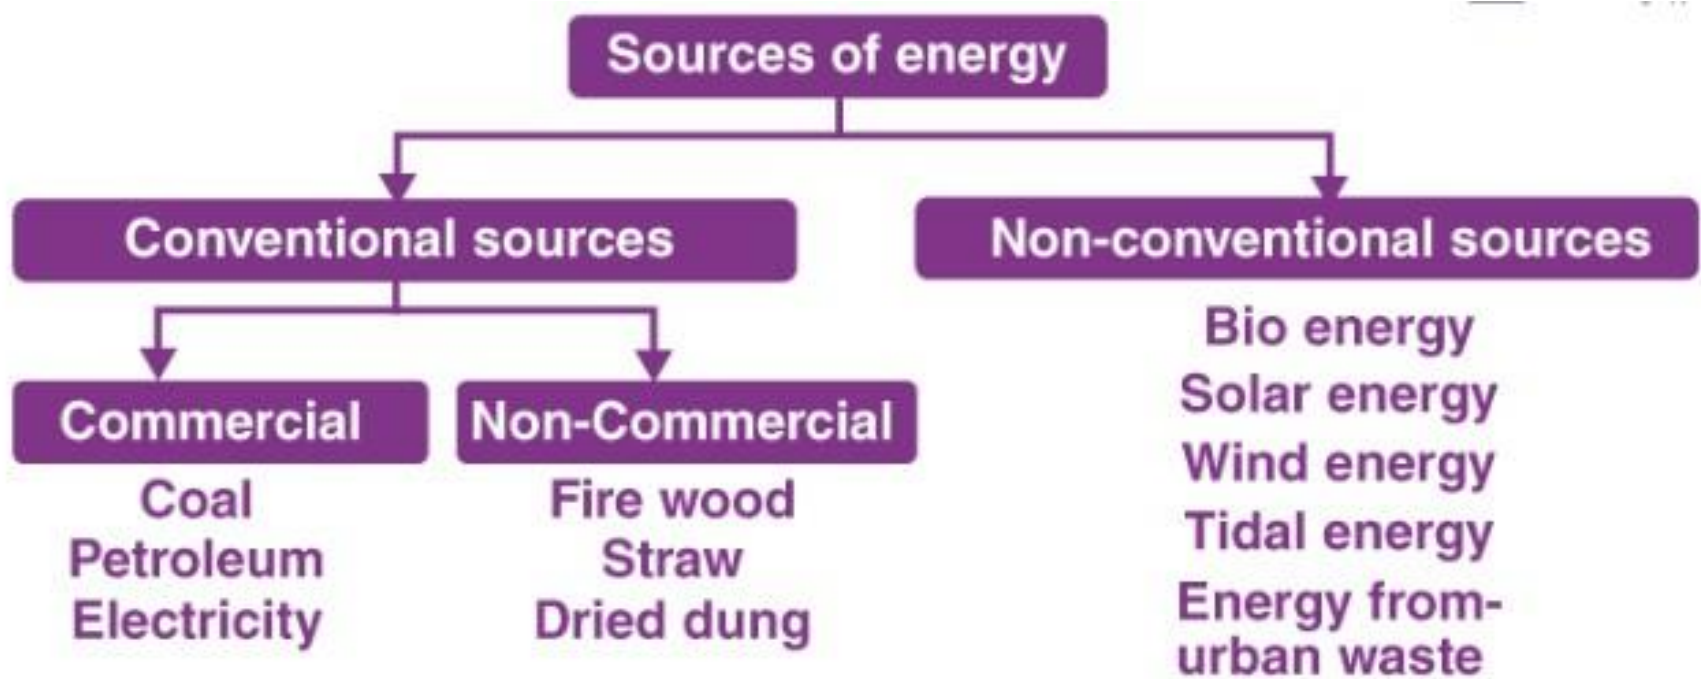 Sources of energy
Conventional sources
Non-conventional sources
Commercial
Coal
Petroleum
Electricity
Non-Commercial
Fire wood
Straw
Dried dung
Bio energy
Solar energy
Wind energy
Tidal energy
Energy from-
urban waste